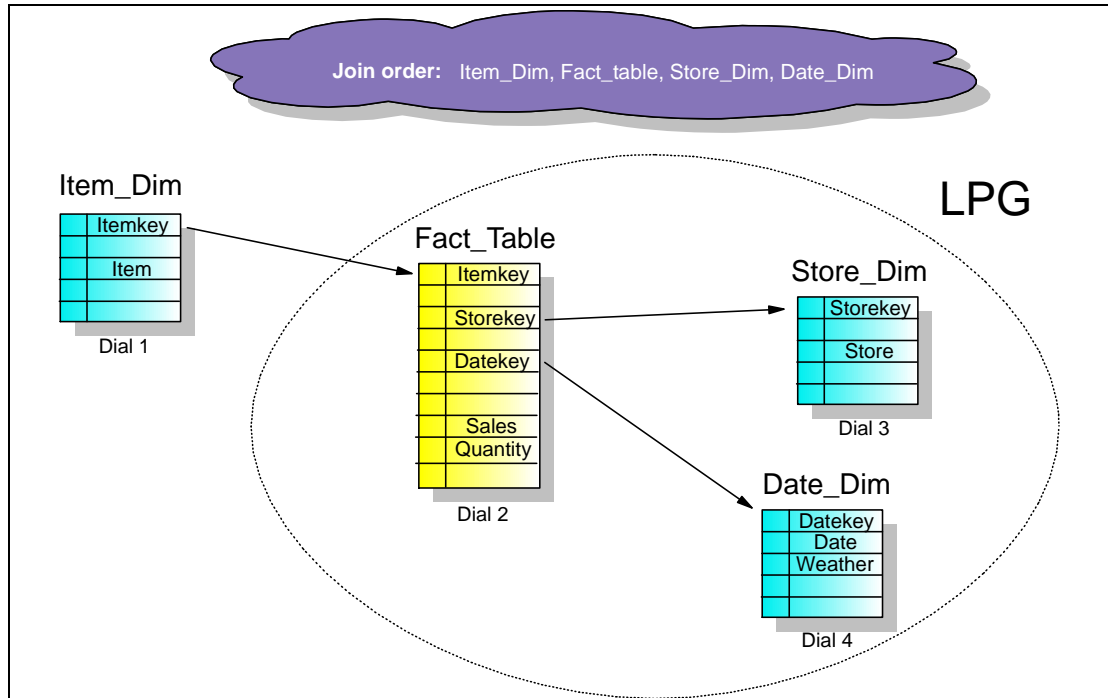 Join order: Item_Dim, Fact_table, Store_Dim, Date_Dim
LPG
Item_Dim
Itemkey
Item
Dial 1
Fact_Table
Itemkey
Storekey
Datekey
Sales
Quantity
Dial 2
Store_Dim
Storekey
Store
Dial 3
Date_Dim
Datekey
Date
Weather
Dial 4